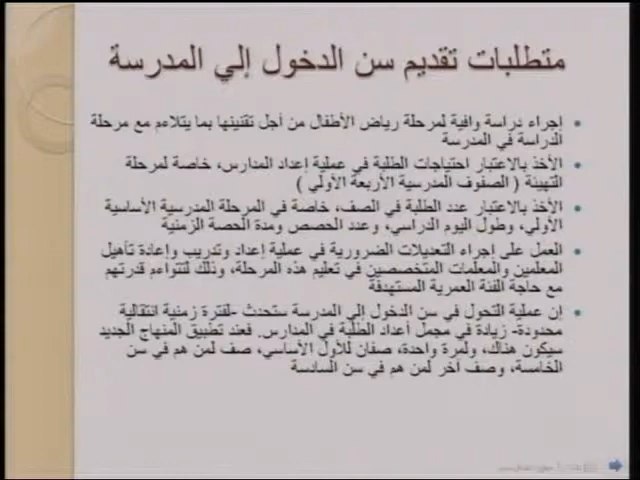 متطلبات تقديم سن الدخول إلي المدرسة
إجراء دراسة وافية لمرحلة رياض الأطفال من أجل تقنينها بما يتلاءم مع مرحلة
الدراسة في المدرسة
الأخذ بالاعتبار احتياجات الطلبة في عملية إعداد المدارس، خاصة لمرحلة
التهيئة ( الصفوف المدرسية الأربعة الأولي )
الأخذ بالاعتبار عدد الطلبة في الصف، خاصة في المرحلة المدرسية الأساسية
الأولي، وطول اليوم الدراسي، وعدد الحصص ومدة الحصة الزمنية
العمل على إجراء التعديلات الضرورية في عملية إعداد وتدريب وإعادة تأهيل
المعلمين والمعلمات المتخصصين في تعليم هذه المرحلة، وذلك لتتواءم قدرتهم
مع حاجة الفئة العمرية المستهدفة
إن عملية التحول في سن الدخول إلى المدرسة ستحدث -لفترة زمنية انتقالية
محدودة- زيادة في مجمل أعداد الطلبة في المدارس. فعند تطبيق المنهاج الجديد
سيكون هناك، ولمرة واحدة، صفان للأول الأساسي، صف لمن هم في سن
الخامسة، وصف آخر لمن هم في سن السادسة